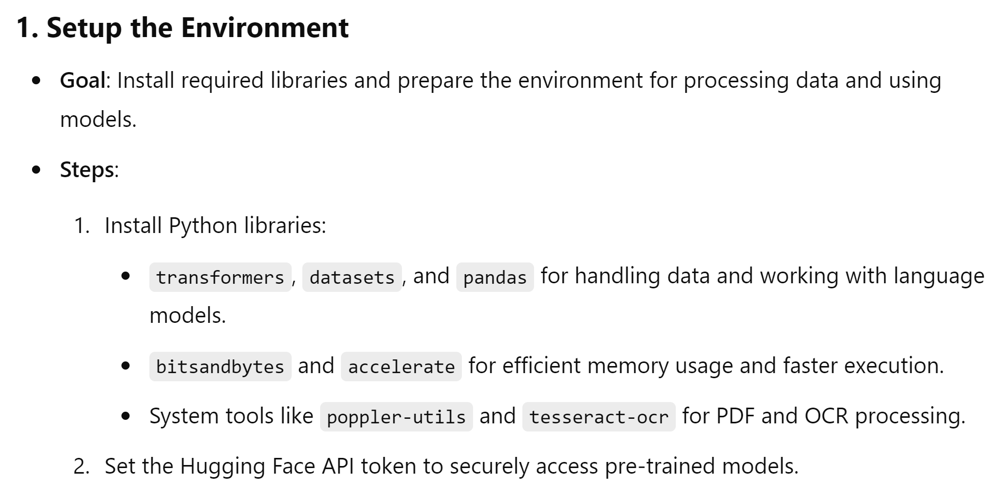 1. Setup the Environment
• Goal: Install required libraries and prepare the environment for processing data and using
models.
• Steps:
1. Install Python libraries:
• transformers, datasets, and pandas for handling data and working with language
models.
• bitsandbytes and accelerate for efficient memory usage and faster execution.
• System tools like poppler-utils and tesseract-ocr for PDF and OCR processing.
2. Set the Hugging Face API token to securely access pre-trained models.